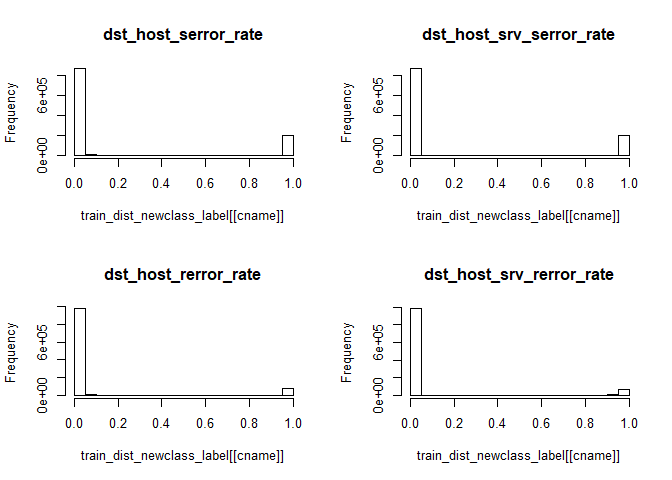 dst_host_serror_rate
Frequency
0e+00 6e+05
0.0 0.2 0.4 0.6 0.8 1.0
train_dist_newclass_label[[cname]]
dst_host_srv_serror_rate
Frequency
0e+00 6e+05
0.0 0.2 0.4 0.6 0.8 1.0
train_dist_newclass_label[[cname]]
dst_host_rerror_rate
Frequency
0e+00 6e+05
0.0 0.2 0.4 0.6 0.8 1.0
train_dist_newclass_label[[cname]]
dst_host_srv_rerror_rate
Frequency
0e+00 6e+05
0.0 0.2 0.4 0.6 0.8 1.0
train_dist_newclass_label[[cname]]